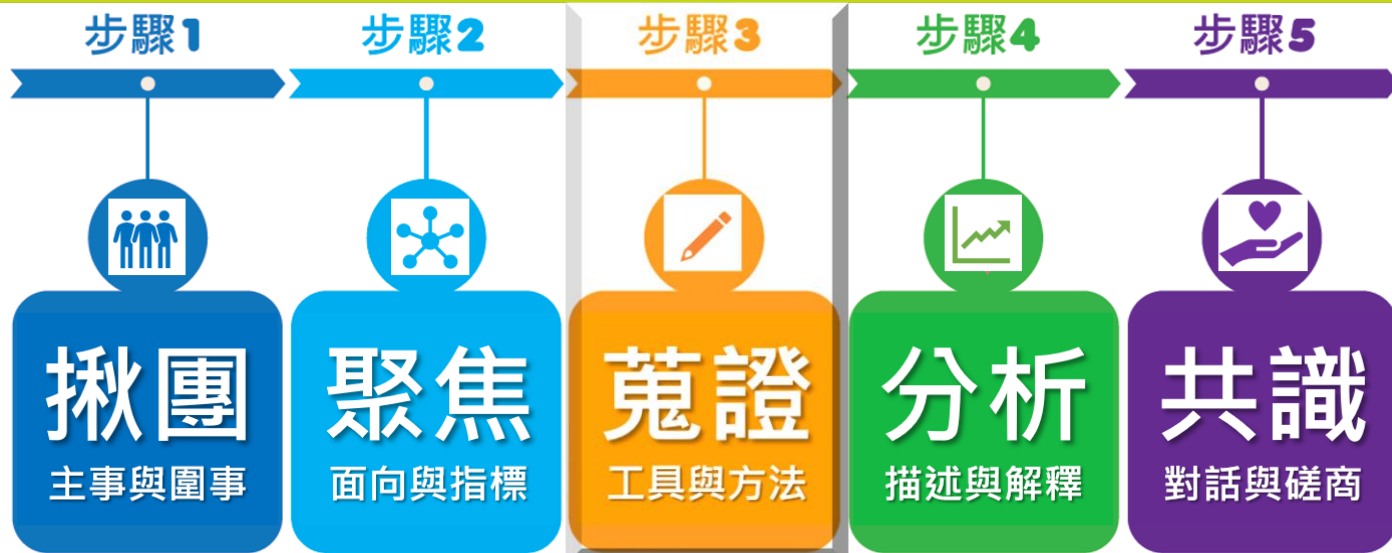 步驟1
步驟2
步驟3
步驟4
步驟5
揪團
主事與圍事
聚焦
面向與指標
蒐證
工具與方法
分析
描述與解釋
共識
對話與磋商